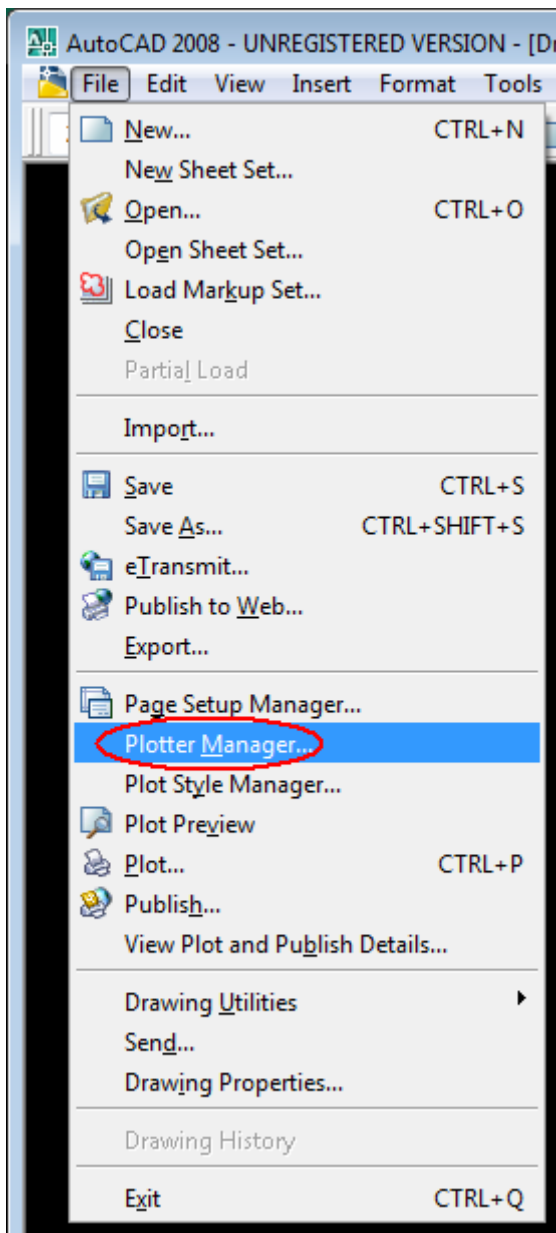 AutoCAD 2008 - UNREGISTERED VERSION - [Dr
File Edit View Insert Format Tools
New... CTRL+N
New Sheet Set...
Open... CTRL+O
Open Sheet Set...
Load Markup Set...
Close
Partial Load
Import...
Save CTRL+S
Save As... CTRL+SHIFT+S
eTransmit...
Publish to Web...
Export...
Page Setup Manager...
Plotter Manager...
Plot Style Manager...
Plot Preview
Plot... CTRL+P
Publish...
View Plot and Publish Details...
Drawing Utilities
Send...
Drawing Properties...
Drawing History
Exit CTRL+Q